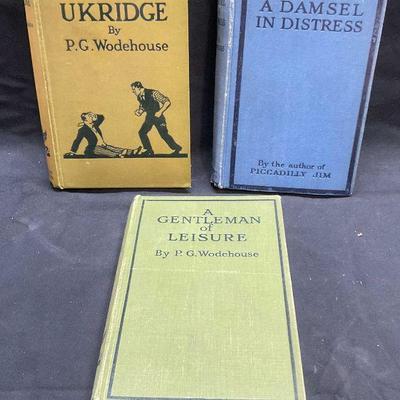 UKRIDGE
By
P.G. Wodehouse
A DAMSEL
IN DISTRESS
By the author of
PICCADILLY JIM
A
GENTLEMAN
of
LEISURE
By P. G. Wodehouse